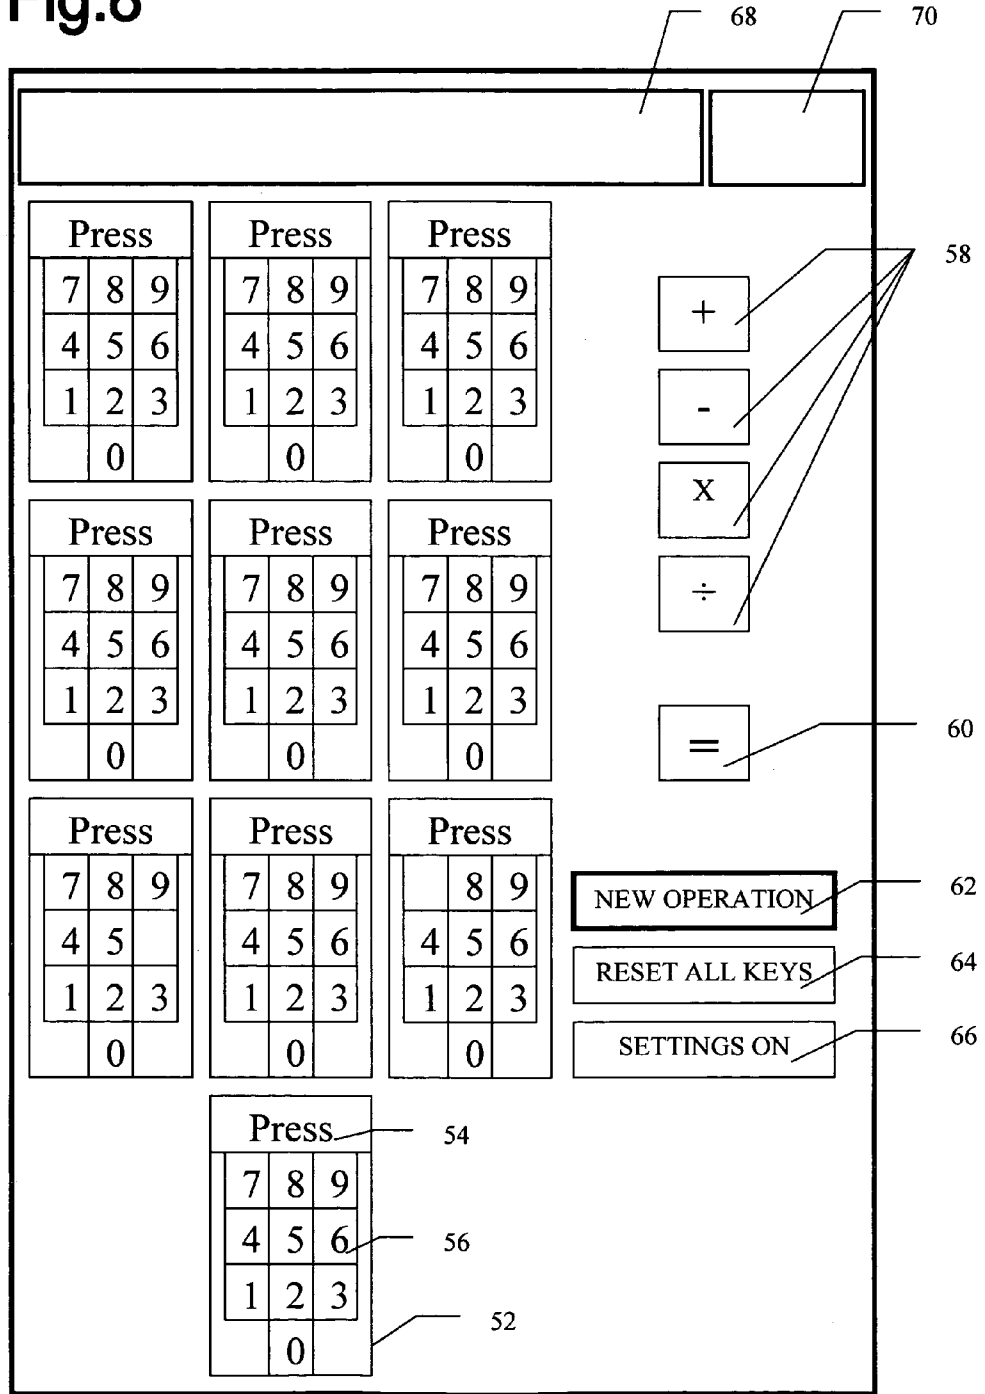 Fig.8
68 70
Press Press Press
7 8 9 7 8 9 7 8 9
58
+
4 5 6 4 5 6 4 5 6
1 2 3 1 2 3 1 2 3
-
0 0 0
X
Press Press Press
7 8 9 7 8 9 7 8 9
÷
4 5 6 4 5 6 4 5 6
1 2 3 1 2 3 1 2 3
0 0 0
= 60
Press Press Press
7 8 9 7 8 9 8 9
NEW OPERATION 62
4 5 4 5 6 4 5 6
RESET ALL KEYS 64
1 2 3 1 2 3 1 2 3
0 0 0
SETTINGS ON 66
Press 54
7 8 9
4 5 6 56
1 2 3
52
0